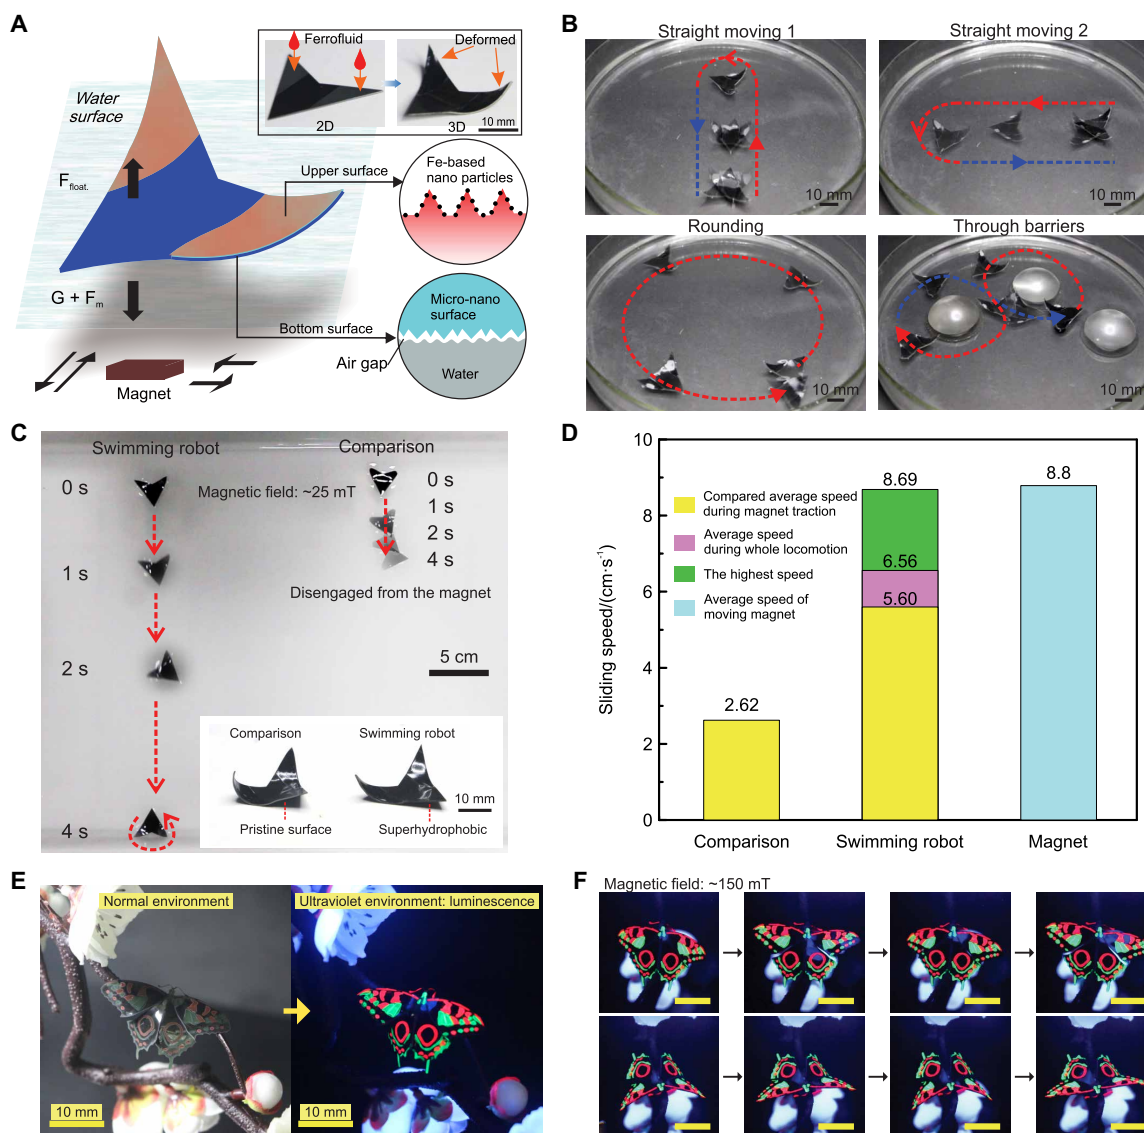 A
Water
surface
Ferrofluid
Deformed
2D
3D
10 mm
F float.
Upper surface
Fe-based
nano particles
G + F m
Micro-nano
surface
Bottom surface
Air gap
Water
Magnet
B
Straight moving 1
10 mm
Straight moving 2
10 mm
Rounding
10 mm
Through barriers
10 mm
C
Swimming robot
Comparison
0 s
Magnetic field: ~25 mT
0 s
1 s
2 s
4 s
1 s
Disengaged from the magnet
2 s
5 cm
Comparison
Swimming robot
10 mm
Pristine surface
Superhydrophobic
4 s
D
Sliding speed/(cm·s-1)
10
8
6
4
2
0
Compared average speed
during magnet traction
Average speed
during whole locomotion
The highest speed
Average speed of
moving magnet
2.62
8.69
6.56
5.60
8.8
Comparison
Swimming robot
Magnet
E
Normal environment
Ultraviolet environment: luminescence
10 mm
10 mm
F
Magnetic field: ~150 mT